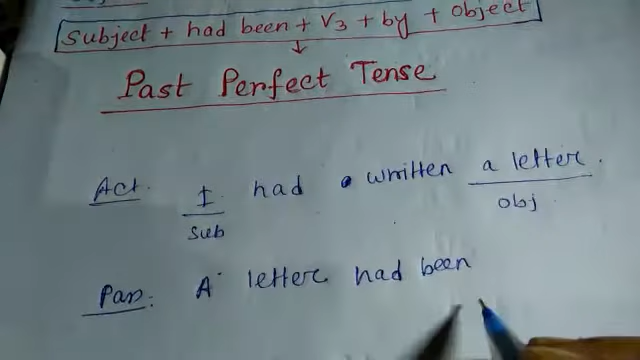 Subject + had been + V3 + by + object
Past Perfect Tense
Act. I had written a letter.
Sub obj
Pas: A letter had been